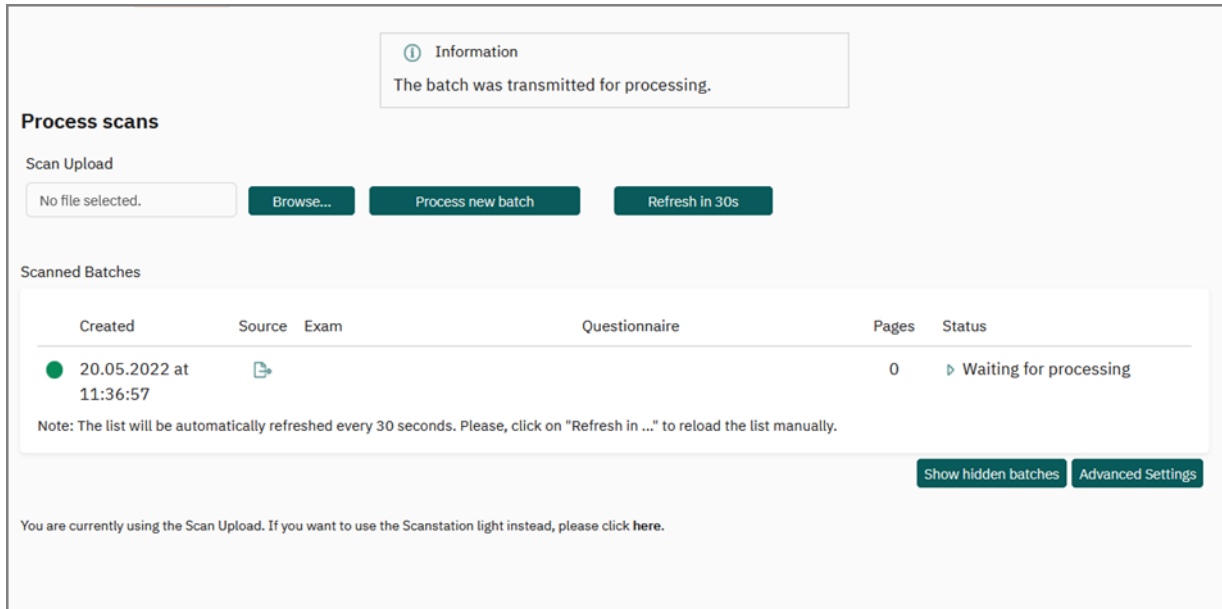 Information
The batch was transmitted for processing.
Process scans
Scan Upload
No file selected. Browse... Process new batch Refresh in 30s
Scanned Batches
Created Source Exam Questionnaire Pages Status
20.05.2022 at 0 Waiting for processing
11:36:57
Note: The list will be automatically refreshed every 30 seconds. Please, click on "Refresh in ..." to reload the list manually.
Show hidden batches Advanced Settings
You are currently using the Scan Upload. If you want to use the Scanstation light instead, please click here.